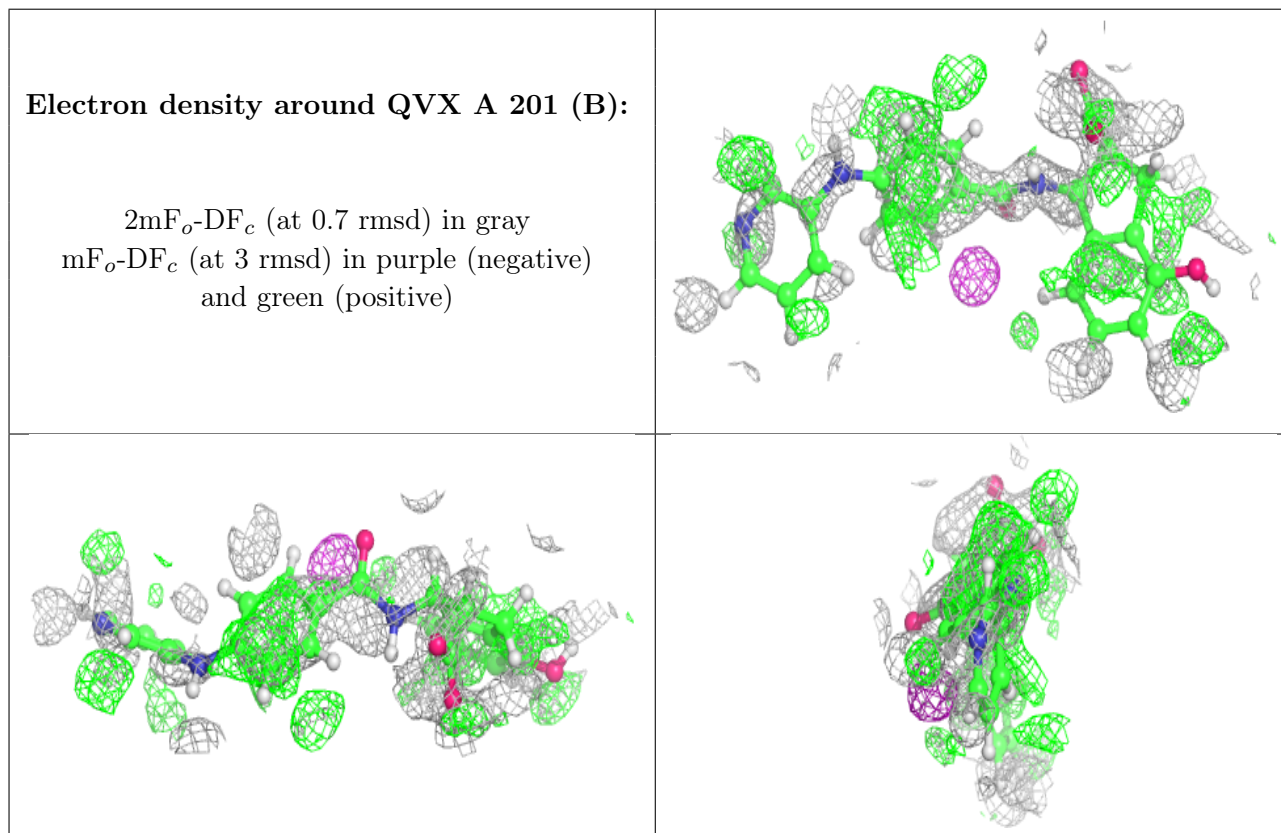 Electron density around QVX A 201 (B):
2mFo-DFc (at 0.7 rmsd) in gray
mFo-DFc (at 3 rmsd) in purple (negative)
and green (positive)